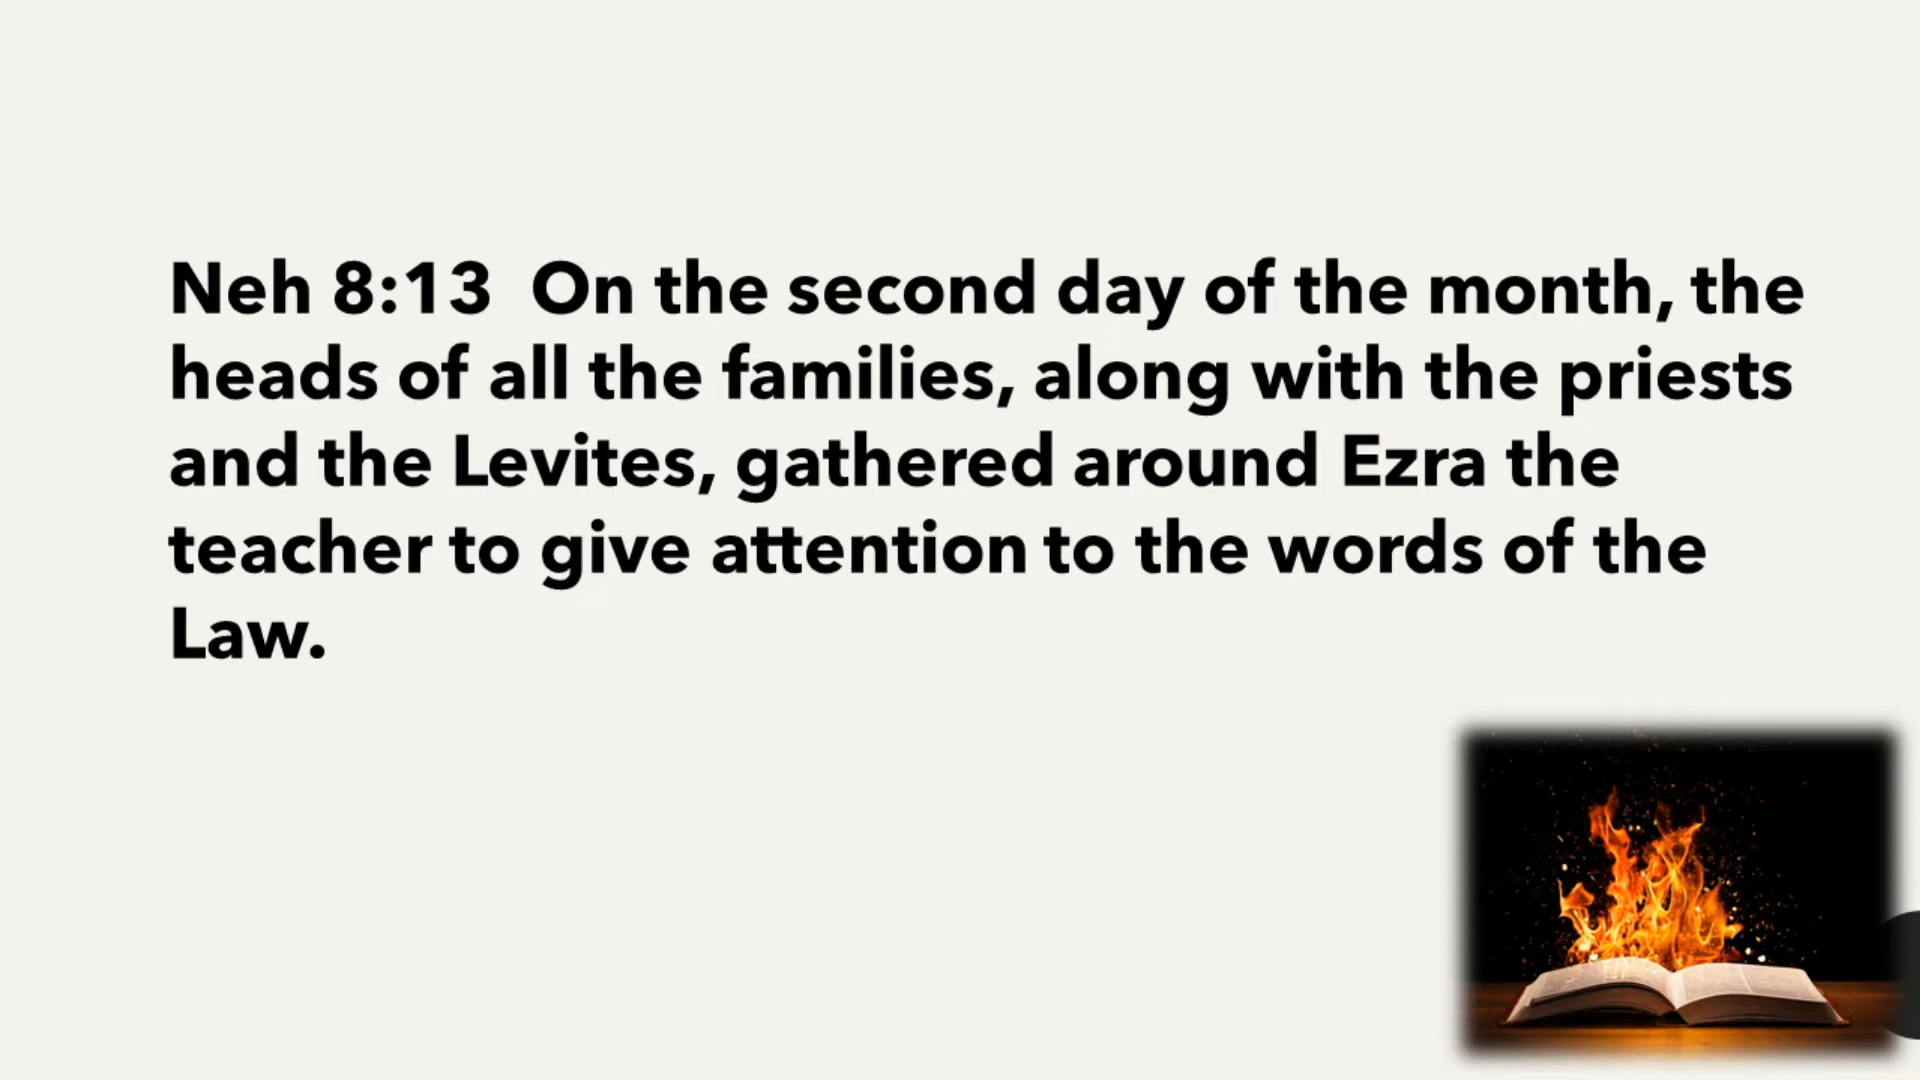 Neh 8:13  On the second day of the month, the
heads of all the families, along with the priests
and the Levites, gathered around Ezra the
teacher to give attention to the words of the
Law.